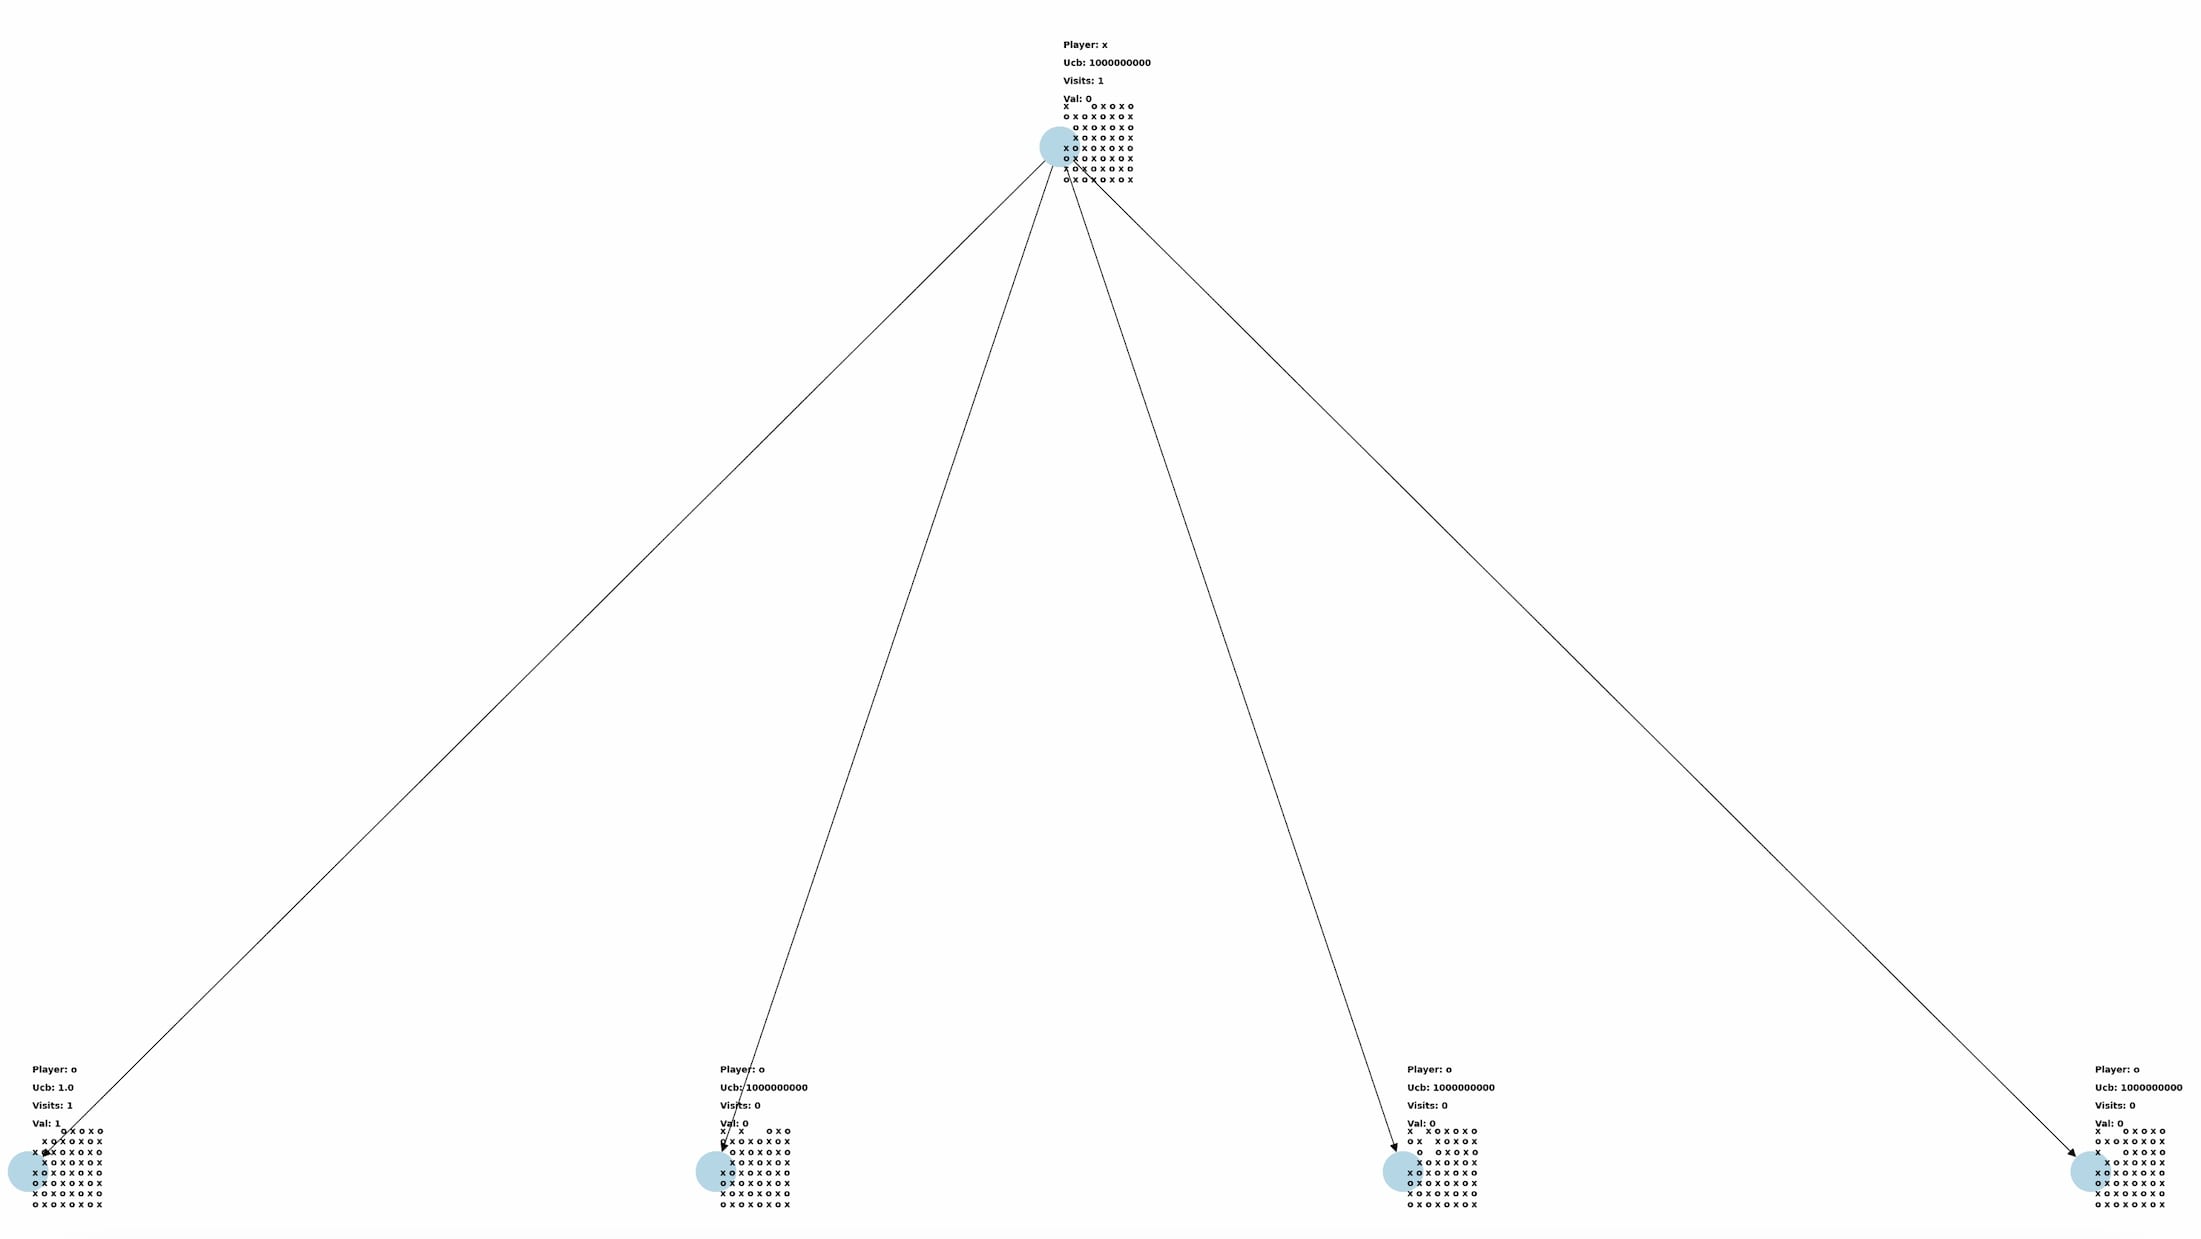 Player: x
Ucb: 1000000000
Visits: 1
Val: 0
x o x o x o
o x o x o x o x
o x o x o x o
x o x o x o x
x o x o x o x o
o x o x o x o x
x o x o x o x o
o x o x o x o x
Player: o
Ucb: 1.0
Visits: 1
Val: 1
o x o x o
x o x o x o x
x o x o x o x o
x o x o x o x
x o x o x o x o
o x o x o x o x
x o x o x o x o
o x o x o x o x
Player: o
Ucb: 1000000000
Visits: 0
Val: 0
x x o x o
o x o x o x o x
o x o x o x o
x o x o x o x
x o x o x o x o
o x o x o x o x
x o x o x o x o
o x o x o x o x
Player: o
Ucb: 1000000000
Visits: 0
Val: 0
x x o x o x o
o x x o x o x
o o x o x o
x o x o x o x
x o x o x o x o
o x o x o x o x
x o x o x o x o
o x o x o x o x
Player: o
Ucb: 1000000000
Visits: 0
Val: 0
x o x o x o
o x o x o x o x
x o x o x o
x o x o x o x
x o x o x o x o
o x o x o x o x
x o x o x o x o
o x o x o x o x